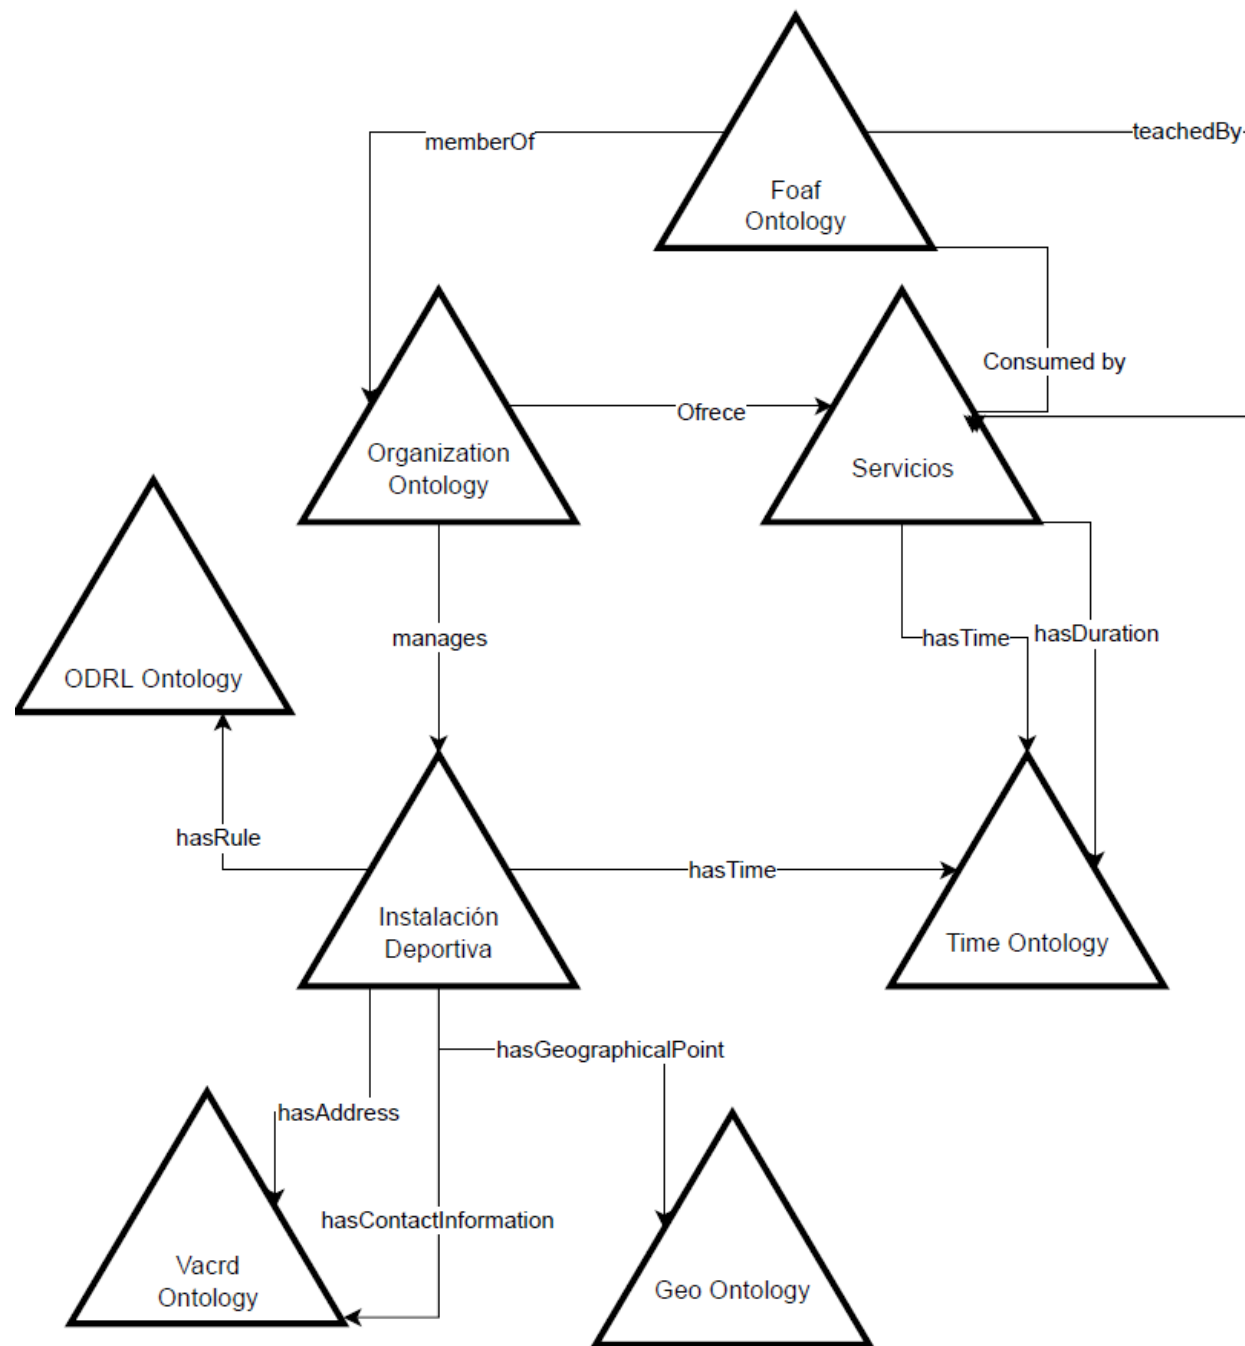 memberOf
teachedBy
Foaf
Ontology
Consumed by
Ofrece
Organization
Ontology
Servicios
manages
hasTime
hasDuration
ODRL Ontology
hasRule
hasTime
Instalación
Deportiva
Time Ontology
hasGeographicalPoint
hasAddress
hasContactInformation
Vacrd
Ontology
Geo Ontology